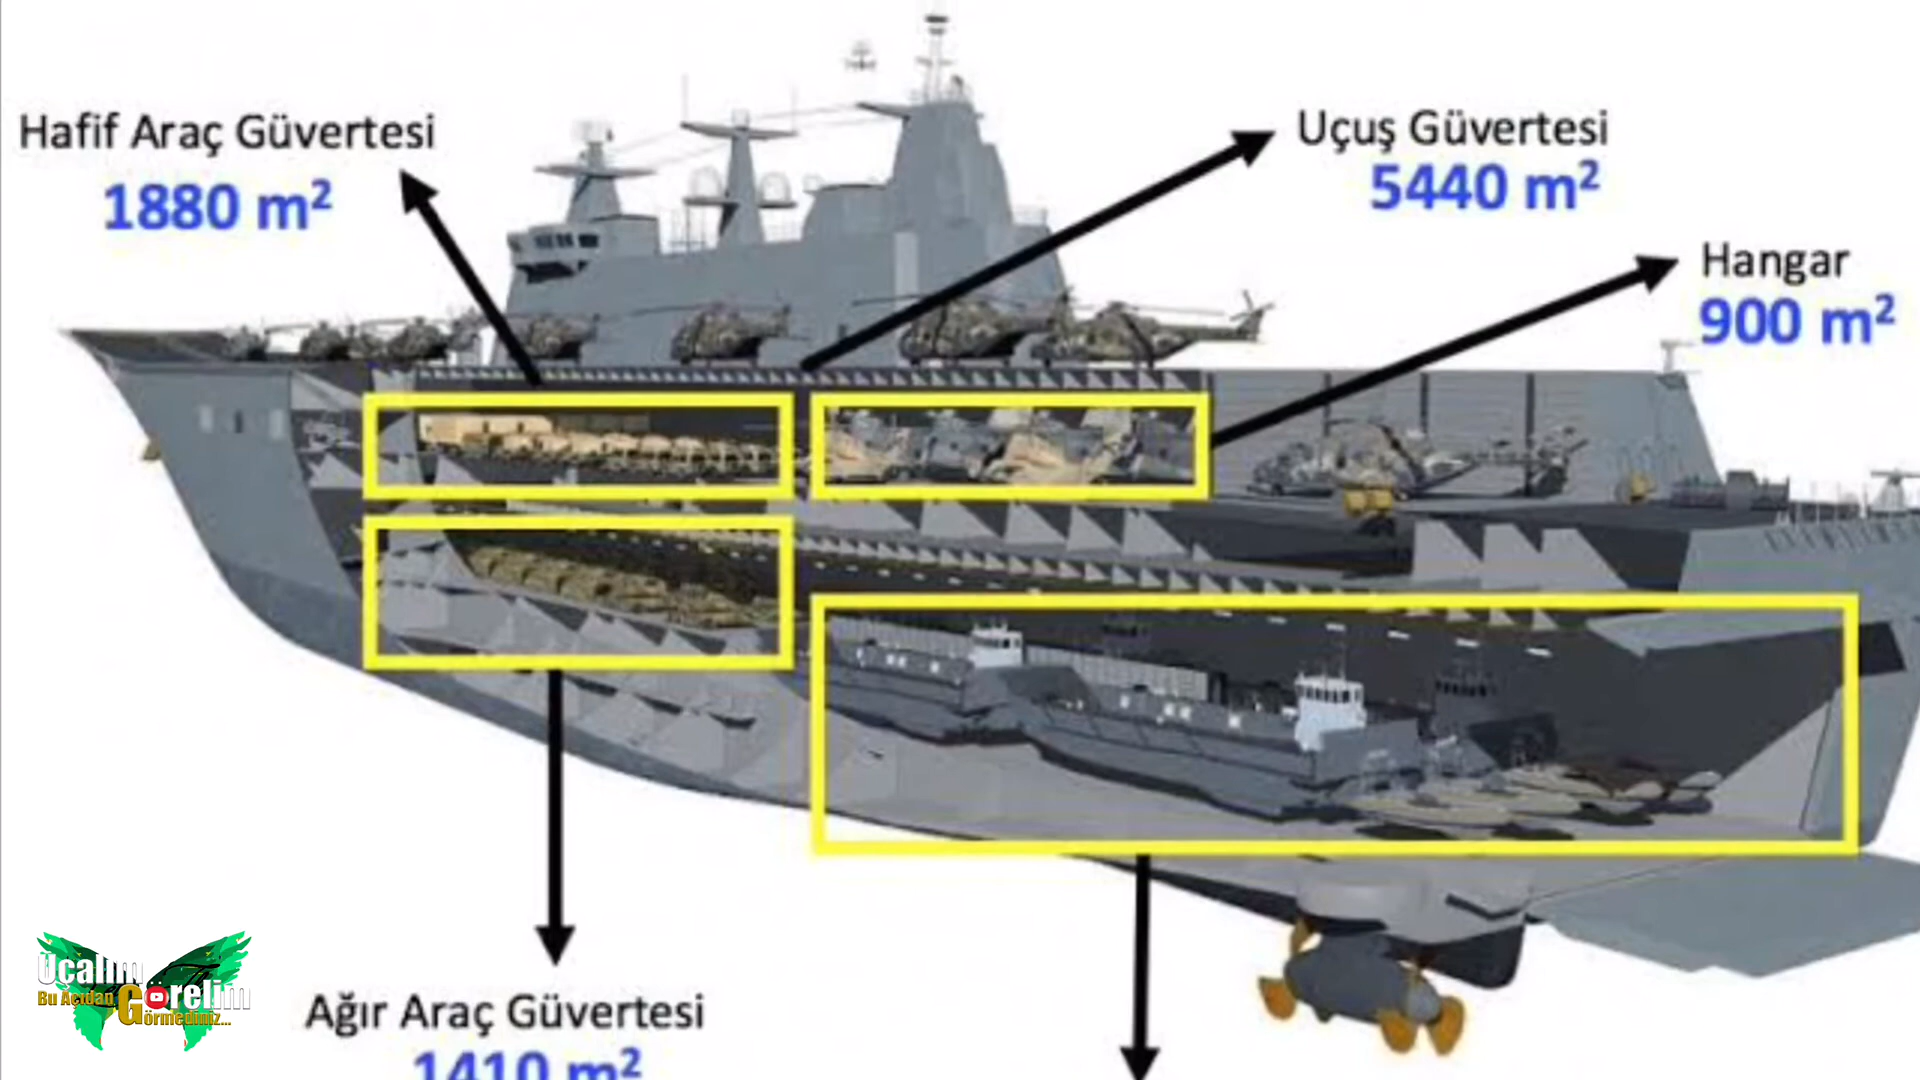 Hafif Araç Güvertesi
1880 m²
Uçuş Güvertesi
5440 m²
Hangar
900 m²
Ağır Araç Güvertesi
1410 m²
Uçalım
Bu Açıdan Görelim
Görmediniz...